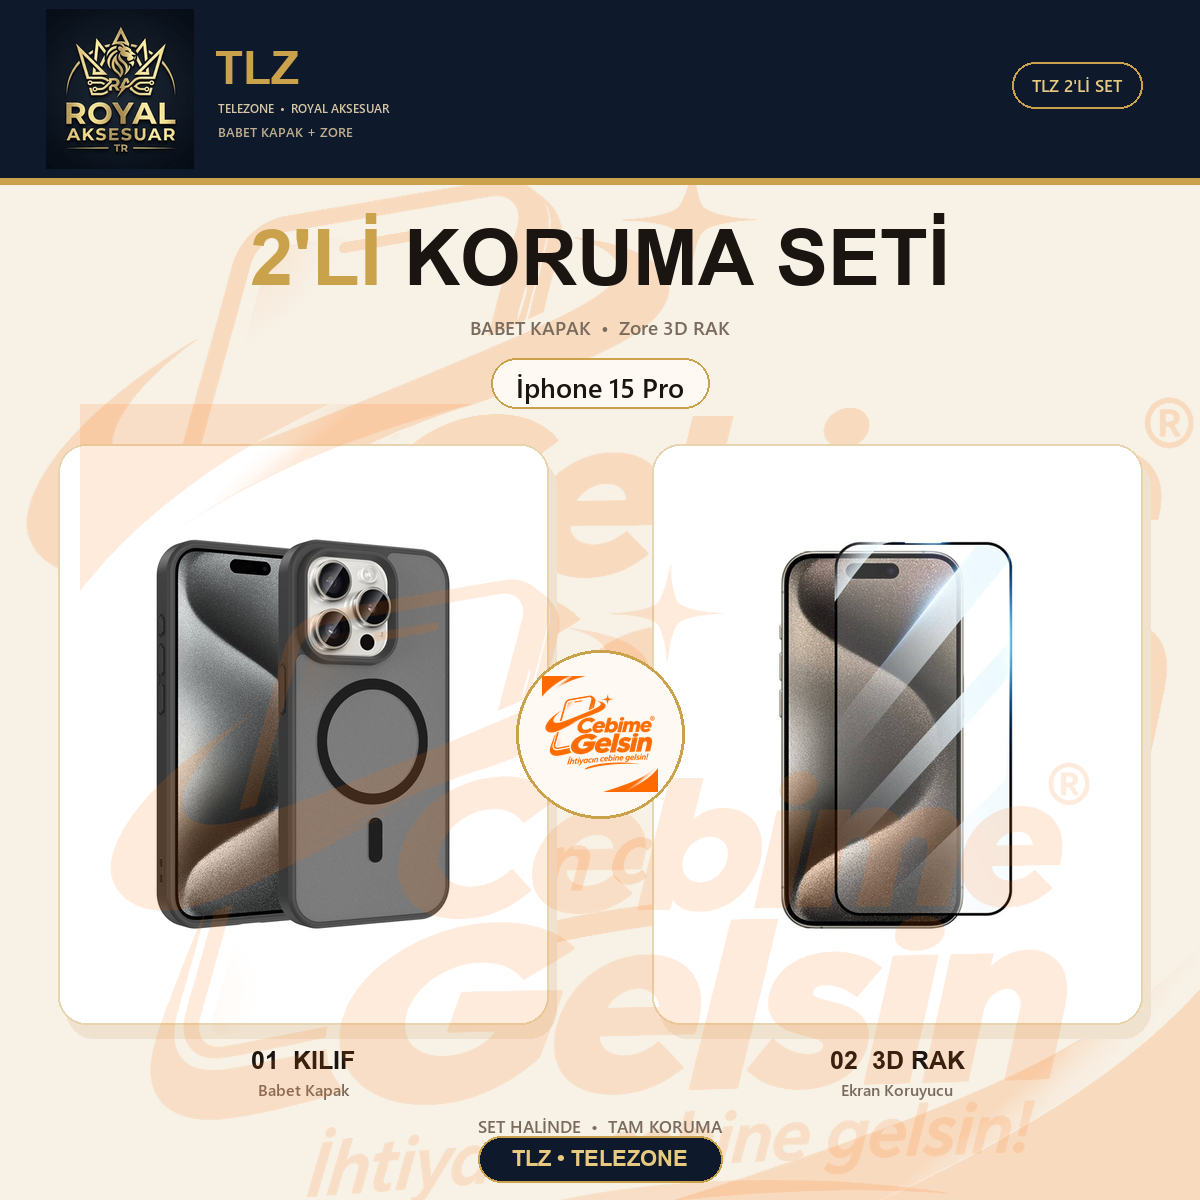 ROYAL
AKSESUAR
TR
TLZ
TELEZONE • ROYAL AKSESUAR
BABET KAPAK + ZORE
TLZ 2'Lİ SET
2'Lİ KORUMA SETİ
BABET KAPAK • Zore 3D RAK
İphone 15 Pro
®
Cebime®
Gelsin
İhtiyacın cebine gelsin!
Cebime®
Gelsin
01 KILIF
Babet Kapak
02 3D RAK
Ekran Koruyucu
SET HALİNDE • TAM KORUMA
TLZ • TELEZONE